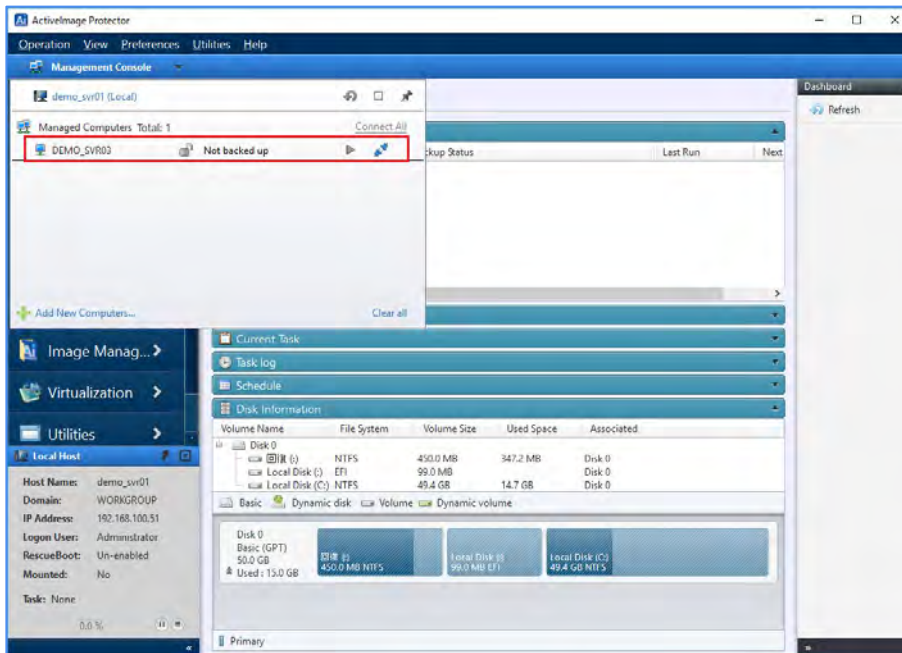 ActiveImage Protector
Operation View Preferences Utilities Help
Management Console
demo_svr01 (Local)
Managed Computers Total: 1 Connect All
DEMO_SVR03 Not backed up
Add New Computers... Clear all
Dashboard
Refresh
ckup Status Last Run Next
Current Task
Task log
Schedule
Disk Information
Volume Name File System Volume Size Used Space Associated
Disk 0
(:) NTFS 450.0 MB 347.2 MB Disk 0
Local Disk (:) EFI 99.0 MB Disk 0
Local Disk (C:) NTFS 49.4 GB 14.7 GB Disk 0
Basic Dynamic disk Volume Dynamic volume
Disk 0
Basic (GPT)
50.0 GB
Used : 15.0 GB
(:)
450.0 MB NTFS
Local Disk (:)
99.0 MB EFI
Local Disk (C:)
49.4 GB NTFS
Primary
Image Manag...
Virtualization
Utilities
Local Host
Host Name: demo_svr01
Domain: WORKGROUP
IP Address: 192.168.100.51
Logon User: Administrator
RescueBoot: Un-enabled
Mounted: No
Task: None
0.0 %